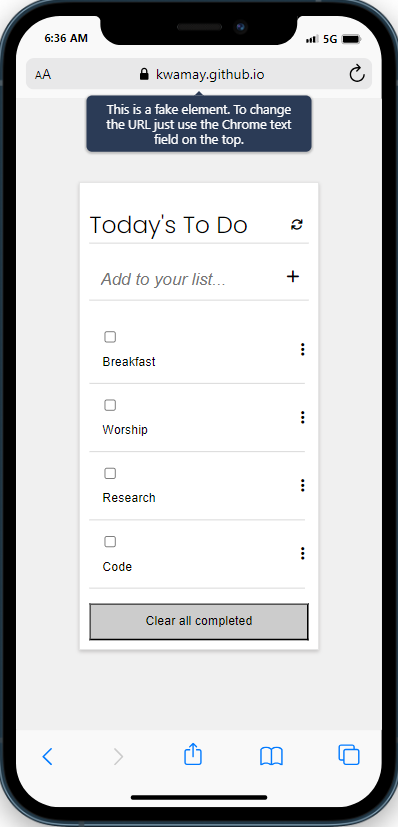 6:36 AM
5G
AA
kwamay.github.io
This is a fake element. To change
the URL just use the Chrome text
field on the top.
Today's To Do
Add to your list...
Breakfast
Worship
Research
Code
Clear all completed